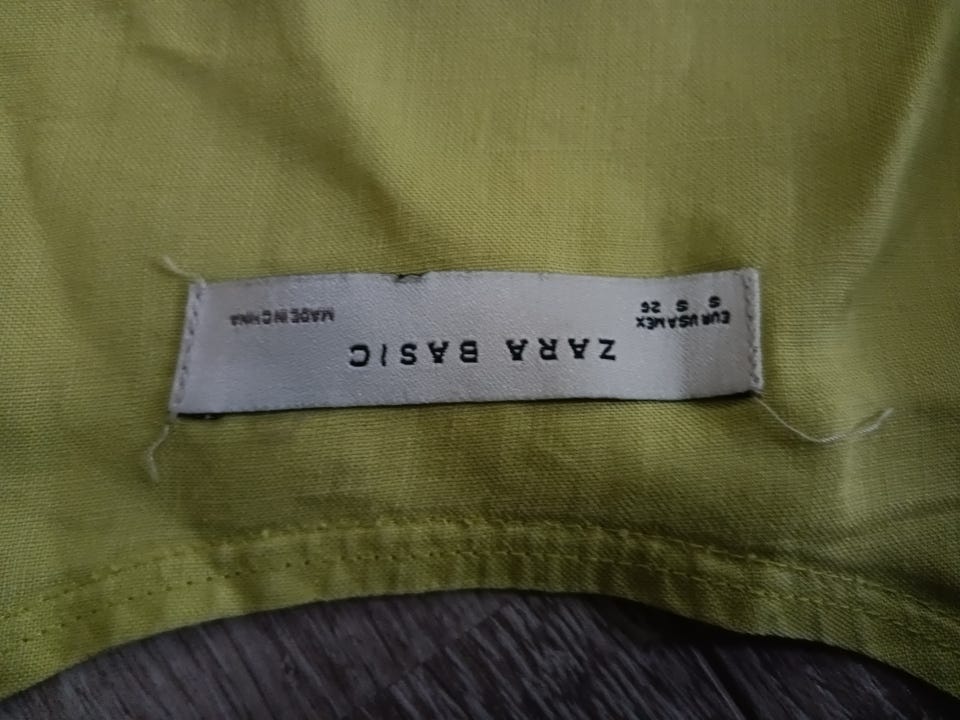 ZARA BASIC
EUR USA MEX
S S 26
MADE IN CHINA